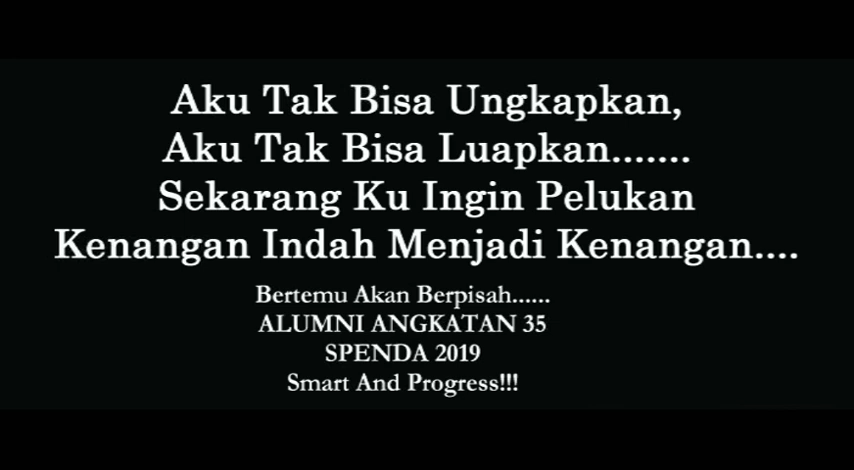 Aku Tak Bisa Ungkapkan,
Aku Tak Bisa Luapkan.......
Sekarang Ku Ingin Pelukan
Kenangan Indah Menjadi Kenangan....
Bertemu Akan Berpisah......
ALUMNI ANGKATAN 35
SPENDA 2019
Smart And Progress!!!